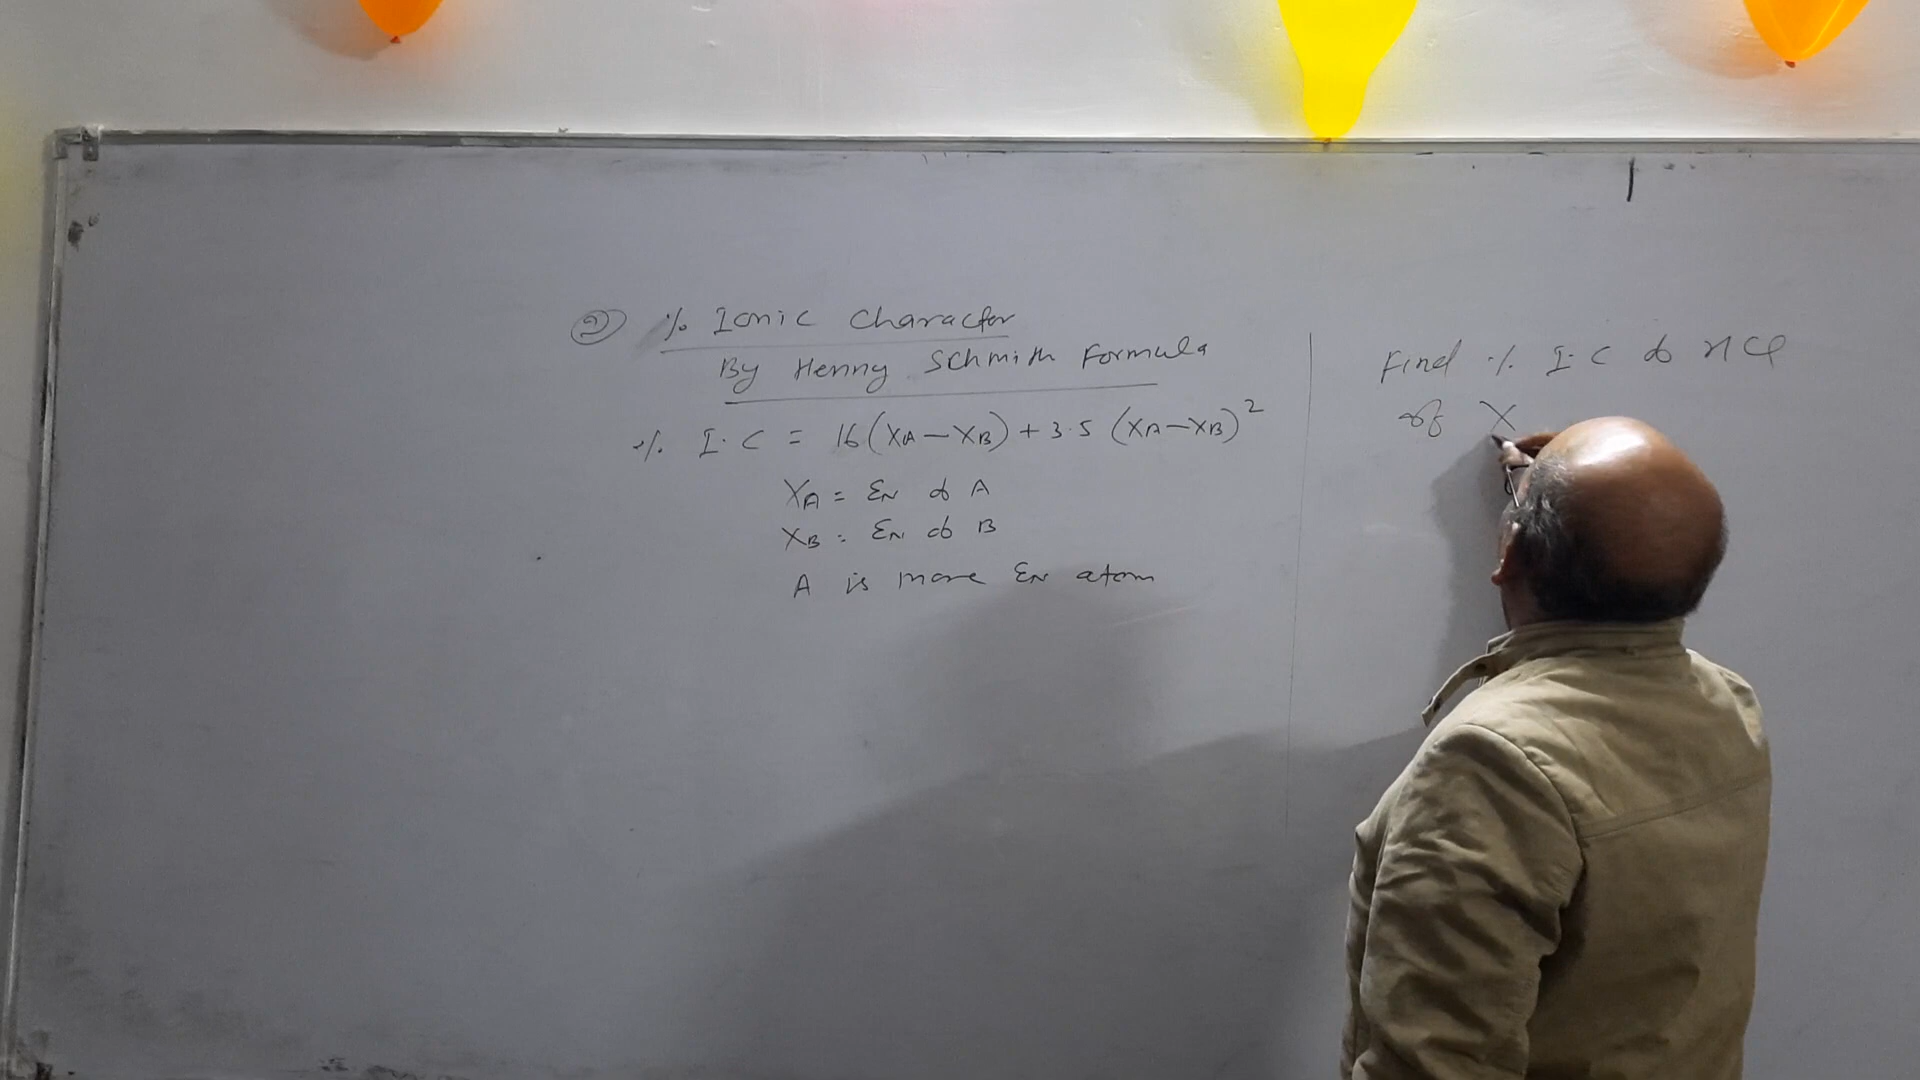 ② % Ionic Character
By Henny Schmith Formula
% I.C = 16(XA-XB)+3.5(XA-XB)²
XA = EN of A
XB = EN of B
A is more EN atom
Find % I.C of HCl
if X